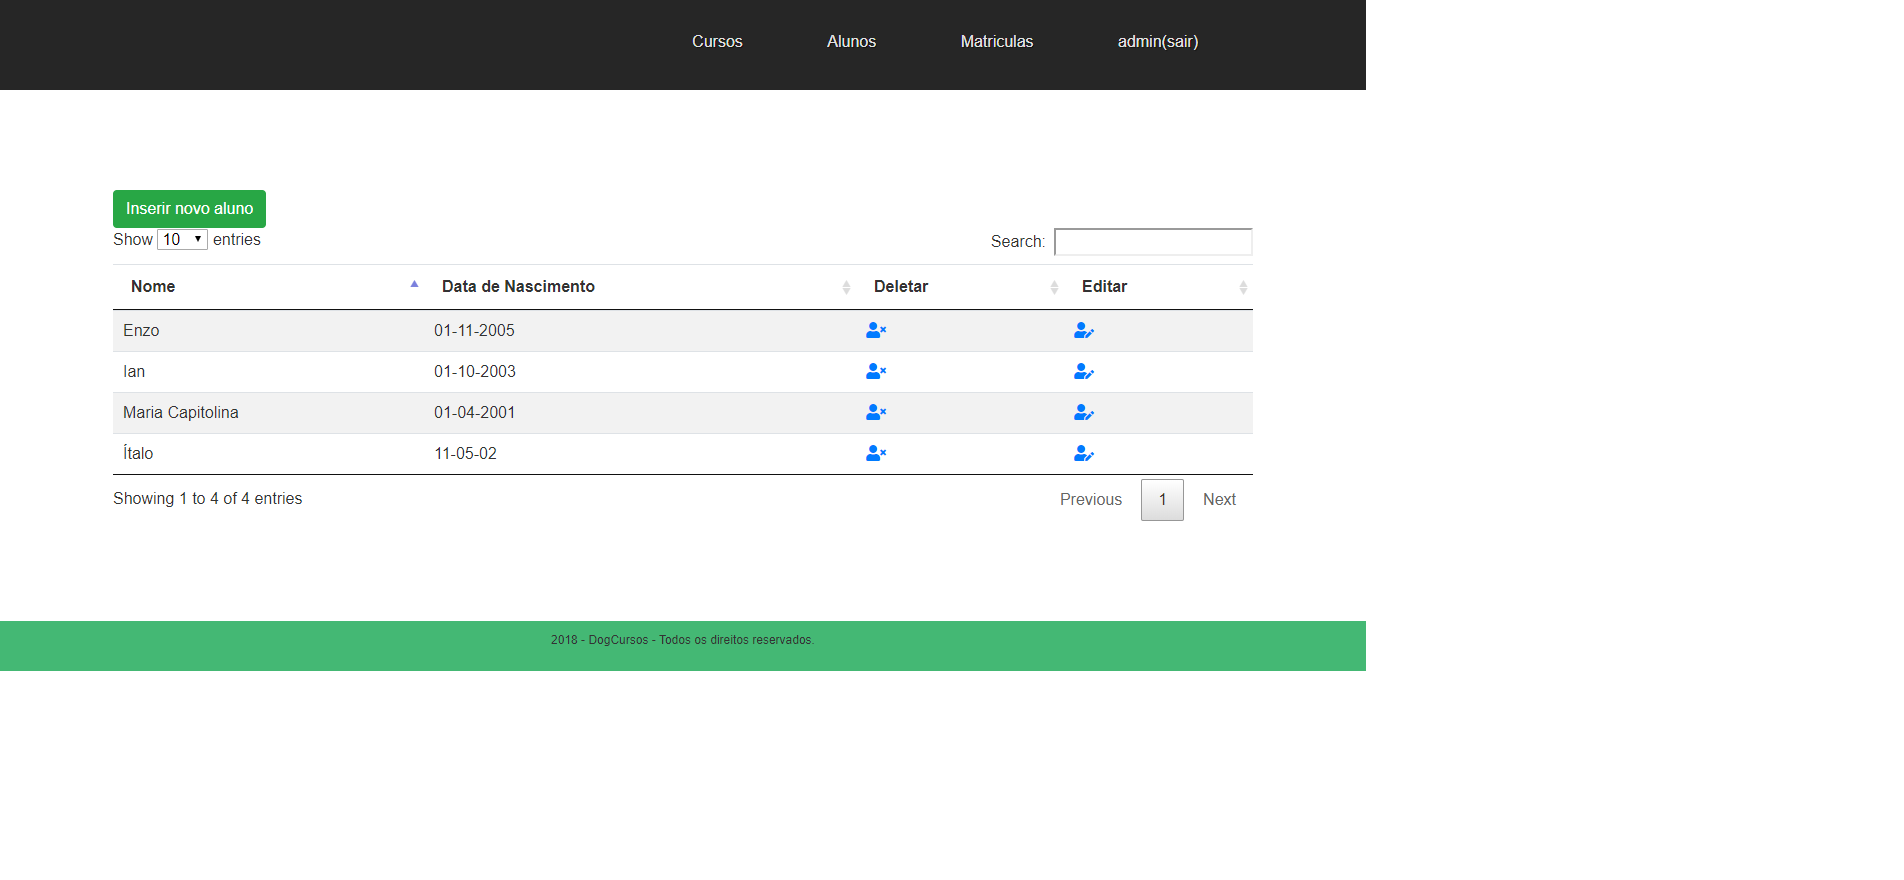 Cursos Alunos Matriculas admin(sair)
Inserir novo aluno
Show 10 entries Search:
Nome Data de Nascimento Deletar Editar
Enzo 01-11-2005
Ian 01-10-2003
Maria Capitolina 01-04-2001
Ítalo 11-05-02
Showing 1 to 4 of 4 entries Previous 1 Next
2018 - DogCursos - Todos os direitos reservados.